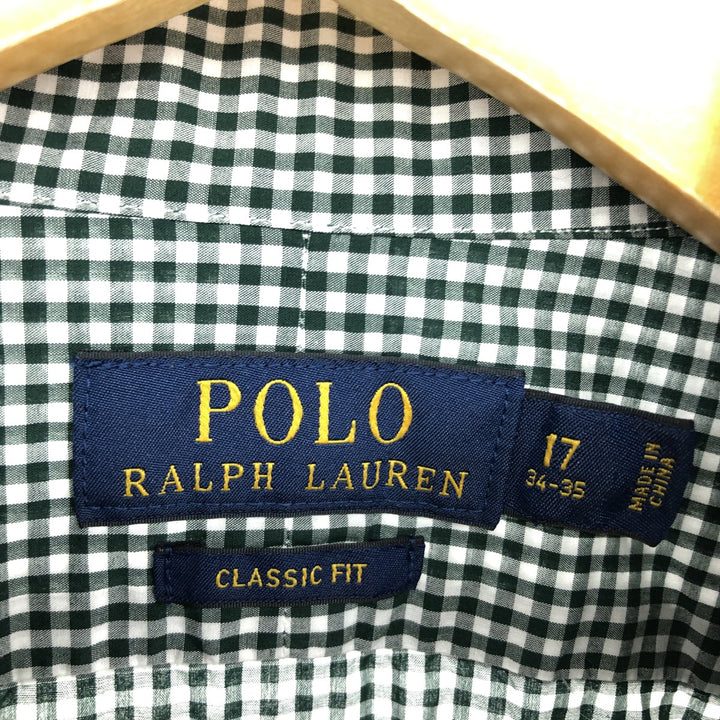 POLO
RALPH LAUREN
17
34-35
MADE IN
CHINA
CLASSIC FIT